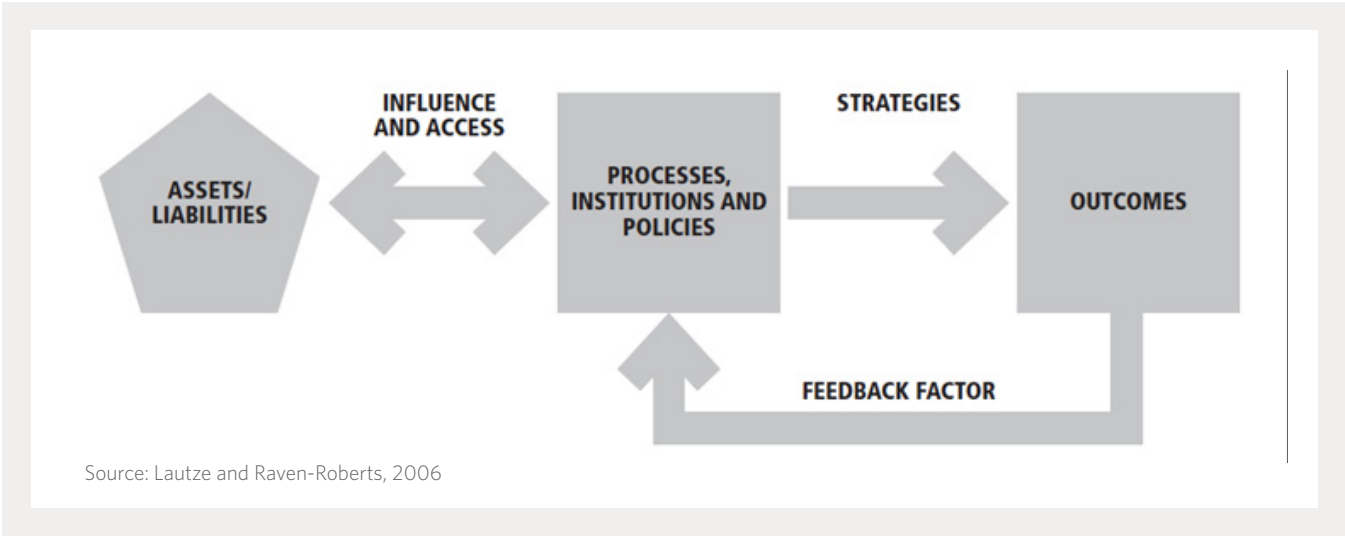 ASSETS/
LIABILITIES
INFLUENCE
AND ACCESS
PROCESSES,
INSTITUTIONS AND
POLICIES
STRATEGIES
OUTCOMES
FEEDBACK FACTOR
Source: Lautze and Raven-Roberts, 2006